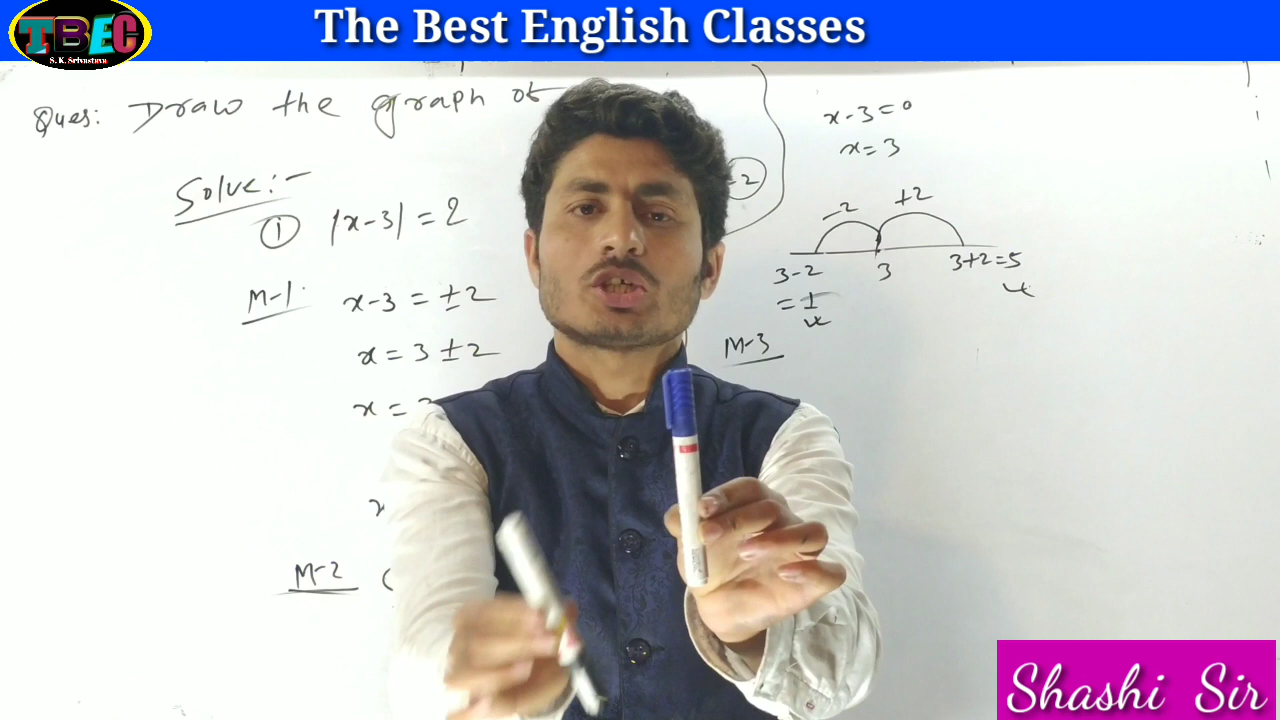 TBEC
S. K. Srivastava
The Best English Classes
Ques: Draw the graph of
Solve:-
① |x-3| = 2
M-1 x-3 = ±2
x = 3 ±2
x =
x
M-2 (
x-3=0
x=3
-2 +2
3-2 3 3+2=5
= 1
M-3
Shashi Sir